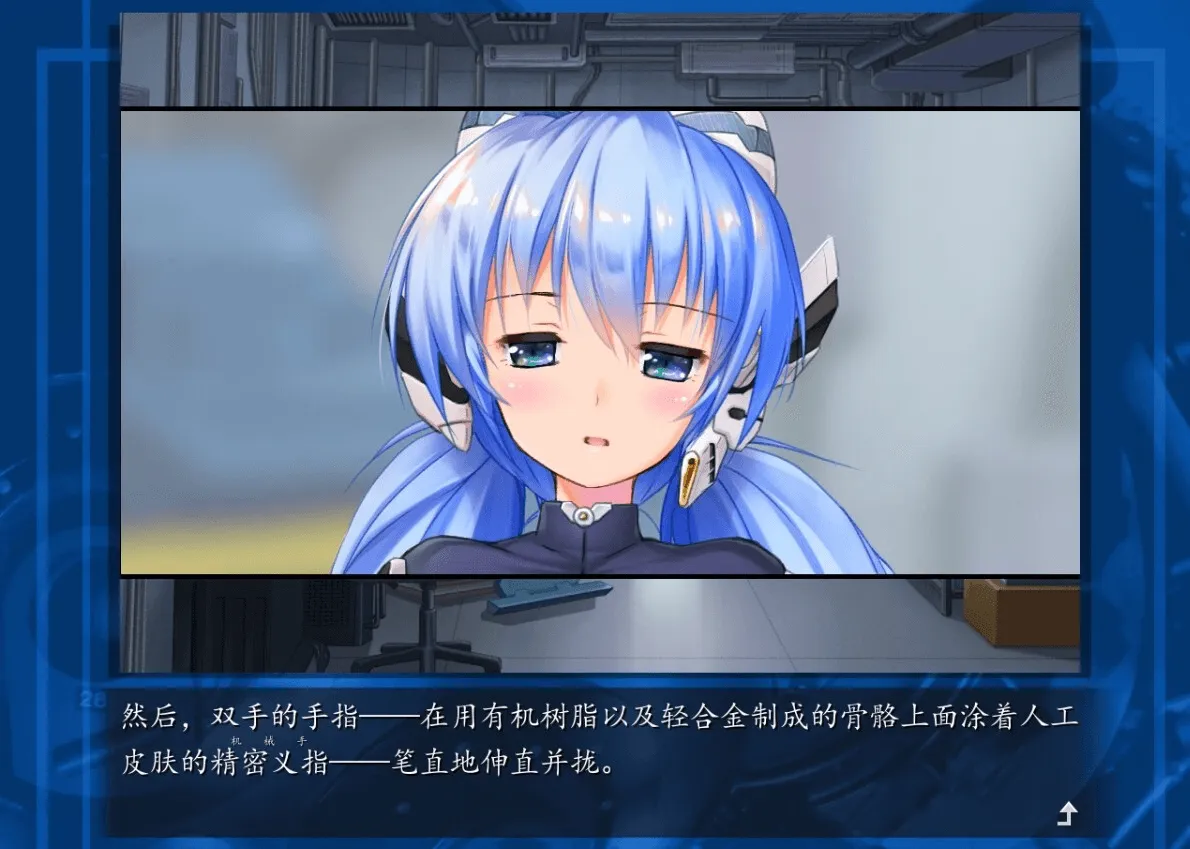 然后，双手的手指——在用有机树脂以及轻合金制成的骨骼上面涂着人工
机械手
皮肤的精密义指——笔直地伸直并拢。